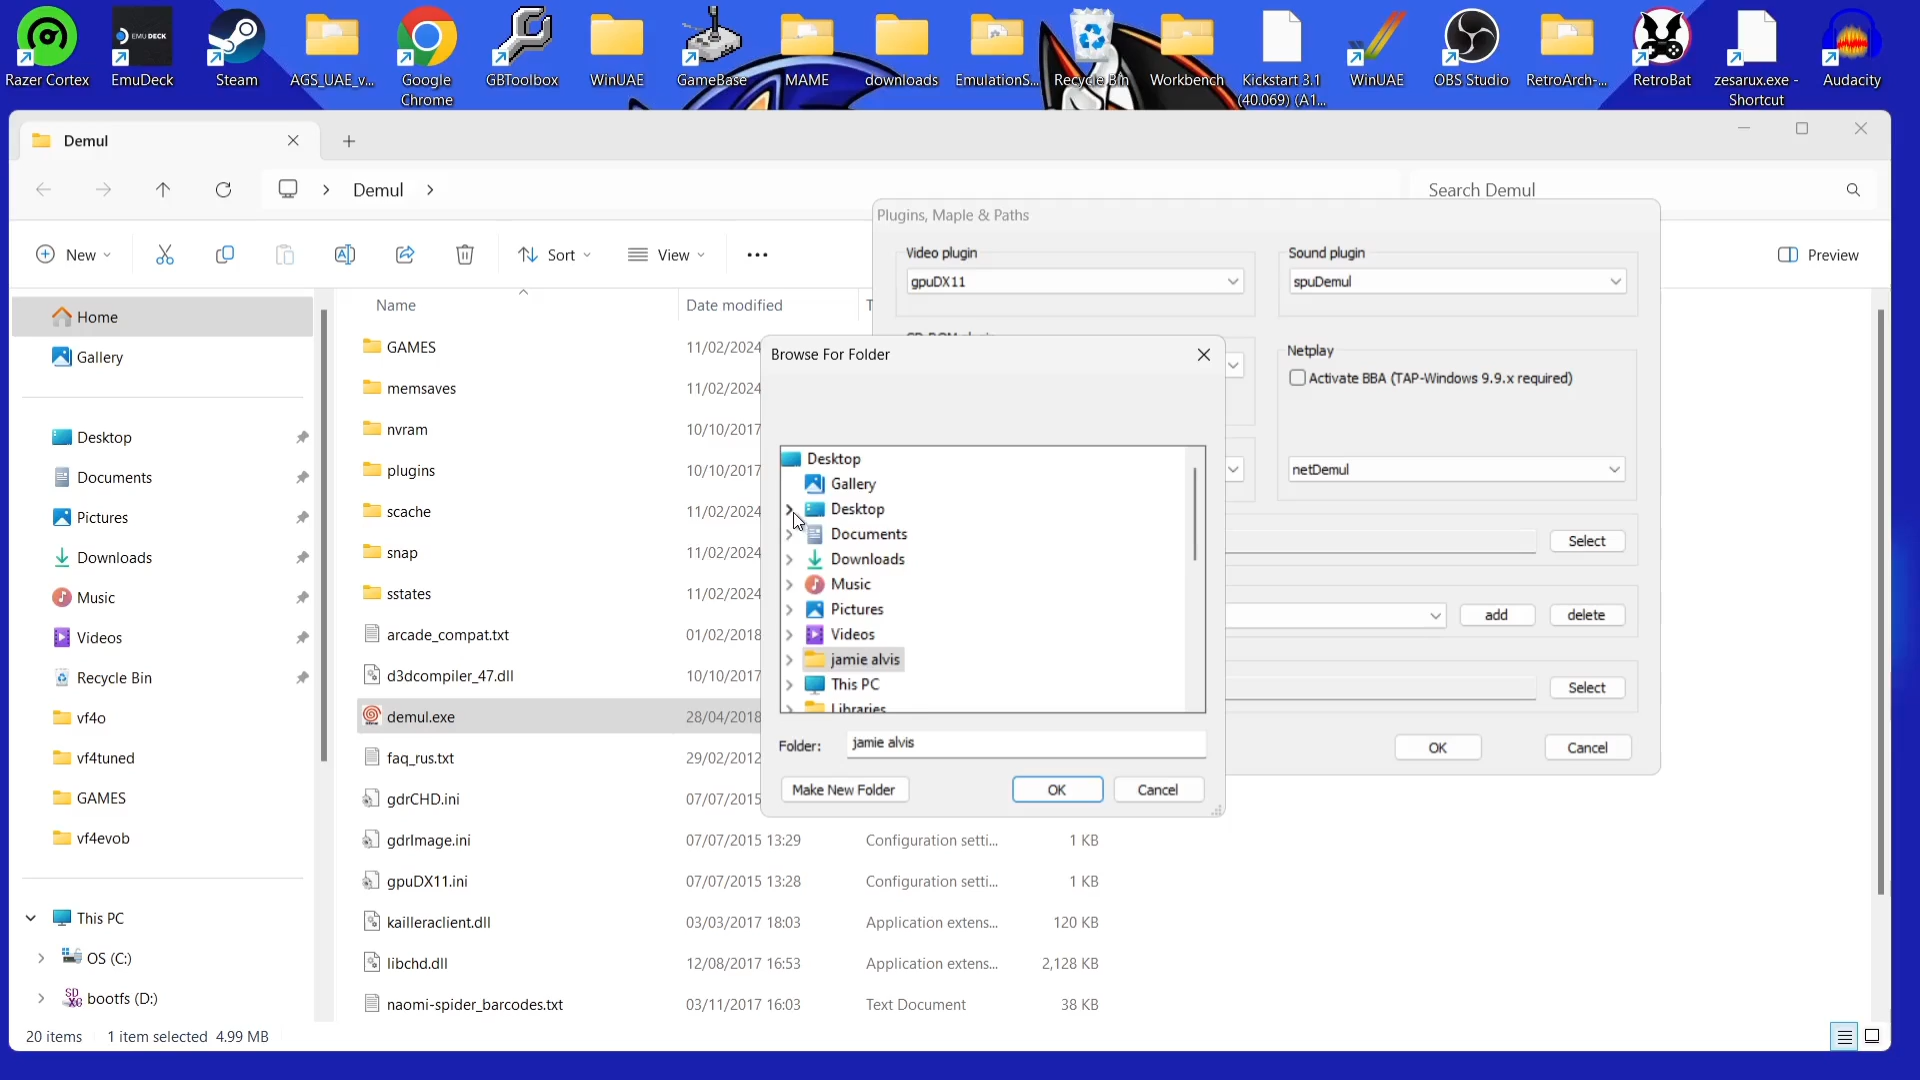 Razer Cortex
EmuDeck
Steam
AGS_UAE_v...
Google
Chrome
GBToolbox
WinUAE
GameBase
MAME
downloads
EmulationS...
Recycle Bin
Workbench
Kickstart 3.1
(40.069) (A1...
WinUAE
OBS Studio
RetroArch-...
RetroBat
zesarux.exe -
Shortcut
Audacity
EMUDECK
Demul
Demul
Search Demul
New
Sort
View
Preview
Home
Gallery
Desktop
Documents
Pictures
Downloads
Music
Videos
Recycle Bin
vf4o
vf4tuned
GAMES
vf4evob
This PC
OS (C:)
bootfs (D:)
Name
Date modified
GAMES 11/02/2024
memsaves 11/02/2024
nvram 10/10/2017
plugins 10/10/2017
scache 11/02/2024
snap 11/02/2024
sstates 11/02/2024
arcade_compat.txt 01/02/2018
d3dcompiler_47.dll 10/10/2017
demul.exe 28/04/2018
faq_rus.txt 29/02/2012
gdrCHD.ini 07/07/2015
gdrImage.ini 07/07/2015 13:29 Configuration setti... 1 KB
gpuDX11.ini 07/07/2015 13:28 Configuration setti... 1 KB
kailleraclient.dll 03/03/2017 18:03 Application extens... 120 KB
libchd.dll 12/08/2017 16:53 Application extens... 2,128 KB
naomi-spider_barcodes.txt 03/11/2017 16:03 Text Document 38 KB
20 items 1 item selected 4.99 MB
Plugins, Maple & Paths
Video plugin
gpuDX11
Sound plugin
spuDemul
Netplay
Activate BBA (TAP-Windows 9.9.x required)
netDemul
Select
add
delete
Select
OK
Cancel
Browse For Folder
Desktop
Gallery
Desktop
Documents
Downloads
Music
Pictures
Videos
jamie alvis
This PC
Libraries
Folder: jamie alvis
Make New Folder
OK
Cancel